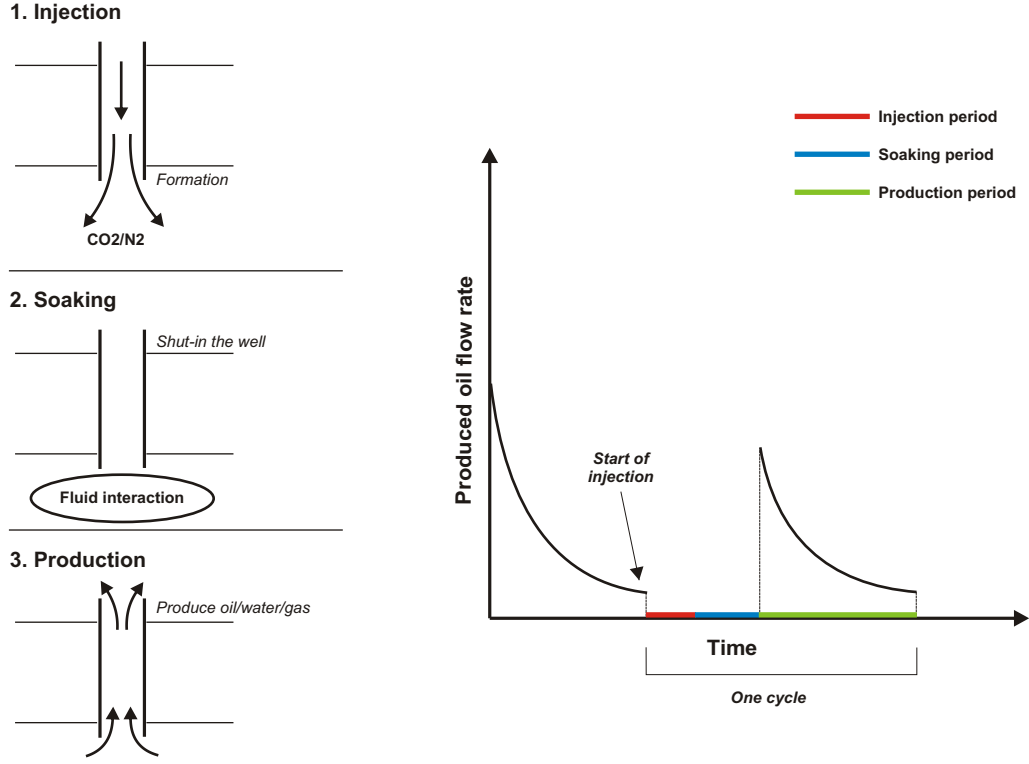 1. Injection
Formation
CO2/N2
2. Soaking
Shut-in the well
Fluid interaction
3. Production
Produce oil/water/gas
Injection period
Soaking period
Production period
Produced oil flow rate
Start of
injection
Time
One cycle